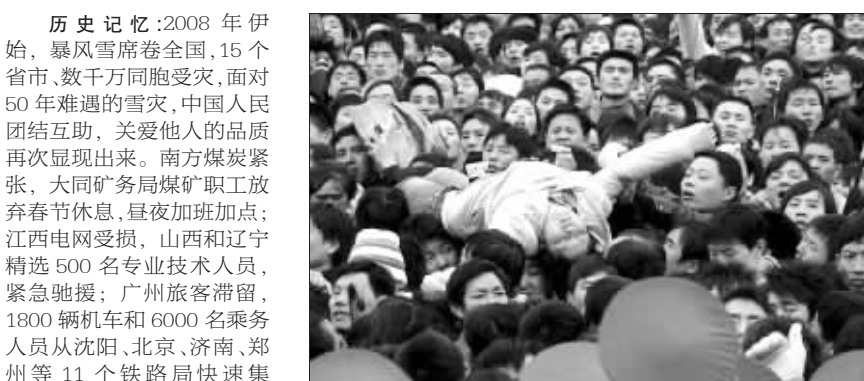 历史记忆:2008 年伊
始，暴风雪席卷全国,15 个
省市、数千万同胞受灾,面对
50 年难遇的雪灾,中国人民
团结互助，关爱他人的品质
再次显现出来。南方煤炭紧
张，大同矿务局煤矿职工放
弃春节休息,昼夜加班加点;
江西电网受损，山西和辽宁
精选 500 名专业技术人员，
紧急驰援；广州旅客滞留，
1800 辆机车和 6000 名乘务
人员从沈阳、北京、济南、郑
州等 11 个铁路局快速集